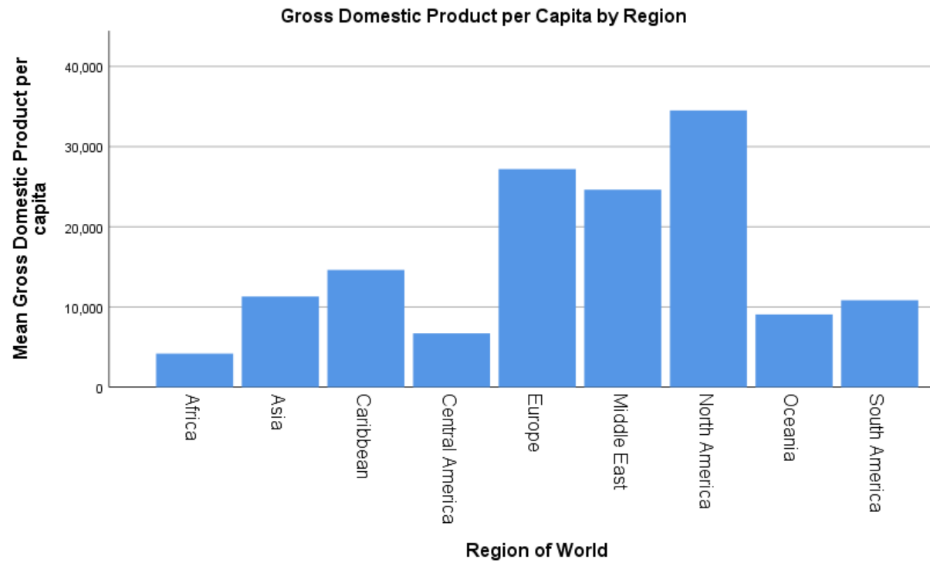 Gross Domestic Product per Capita by Region
Mean Gross Domestic Product per
capita
40,000
30,000
20,000
10,000
0
Africa
Asia
Caribbean
Central America
Europe
Middle East
North America
Oceania
South America
Region of World